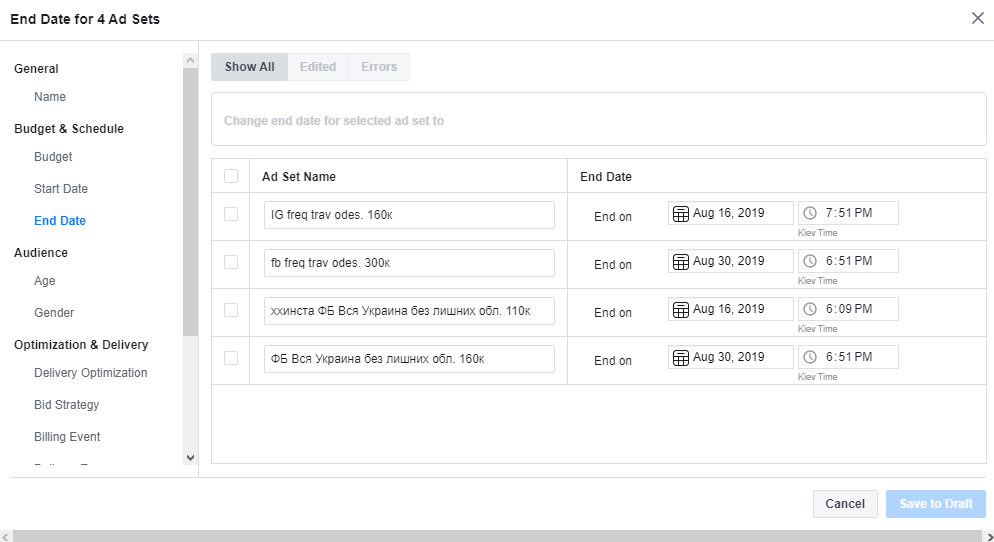 End Date for 4 Ad Sets
General
Name
Budget & Schedule
Budget
Start Date
End Date
Audience
Age
Gender
Optimization & Delivery
Delivery Optimization
Bid Strategy
Billing Event
Show All Edited Errors
Change end date for selected ad set to
Ad Set Name End Date
IG freq trav odes. 160к End on Aug 16, 2019 7:51 PM
Kiev Time
fb freq trav odes. 300к End on Aug 30, 2019 6:51 PM
Kiev Time
ххинста ФБ Вся Украина без лишних обл. 110к End on Aug 16, 2019 6:09 PM
Kiev Time
ФБ Вся Украина без лишних обл. 160к End on Aug 30, 2019 6:51 PM
Kiev Time
Cancel Save to Draft